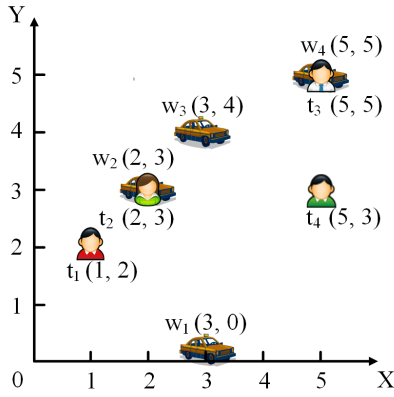 Y
w4 (5, 5)
5
t3 (5, 5)
w3 (3, 4)
4
w2 (2, 3)
3
t2 (2, 3)
t4 (5, 3)
2
t1 (1, 2)
1
w1 (3, 0)
0 1 2 3 4 5 X